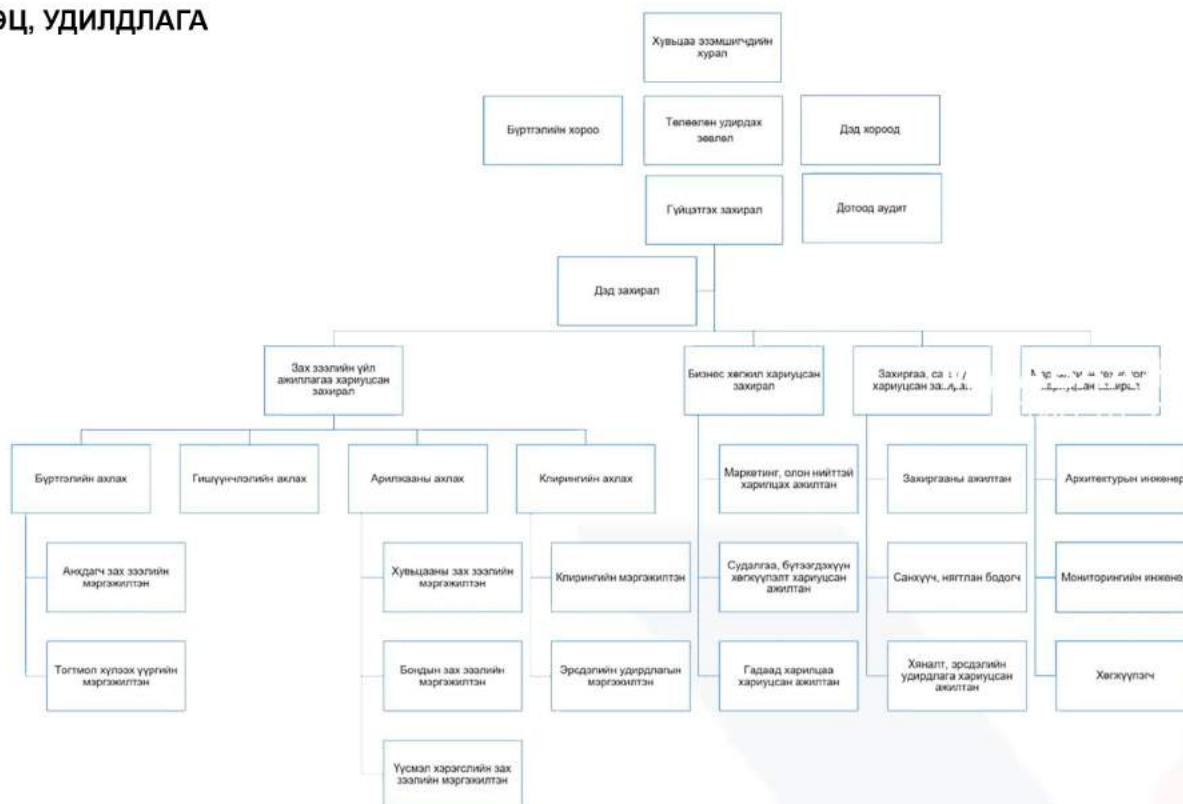 ЭЦ, УДИЛДЛАГА
Хувьцаа эзэмшигчдийн
хурал
Бүртгэлийн хороо
Төлөөлөн удирдах
зөвлөл
Дэд хороод
Гүйцэтгэх захирал
Дотоод аудит
Дэд захирал
Зах зээлийн үйл
ажиллагаа хариуцсан
захирал
Бизнес хөгжил хариуцсан
захирал
Захиргаа,
хариуцсан
Бүртгэлийн ахлах
Гишүүнчлэлийн ахлах
Арилжааны ахлах
Клирингийн ахлах
Маркетинг, олон нийттэй
харилцах ажилтан
Захиргааны ажилтан
Архитектурын инженер
Анхдагч зах зээлийн
мэргэжилтэн
Хувьцааны зах зээлийн
мэргэжилтэн
Клирингийн мэргэжилтэн
Судалгаа, бүтээгдэхүүн
хөгжүүлэлт хариуцсан
ажилтан
Санхүүч, нягтлан бодогч
Мониторингийн инженер
Тогтмол хүлээх үүргийн
мэргэжилтэн
Бондын зах зээлийн
мэргэжилтэн
Эрсдэлийн удирдлагын
мэргэжилтэн
Гадаад харилцаа
хариуцсан ажилтан
Хяналт, эрсдэлийн
удирдлага хариуцсан
ажилтан
Хөгжүүлэгч
Үүсмэл хэрэгслийн зах
зээлийн мэргэжилтэн